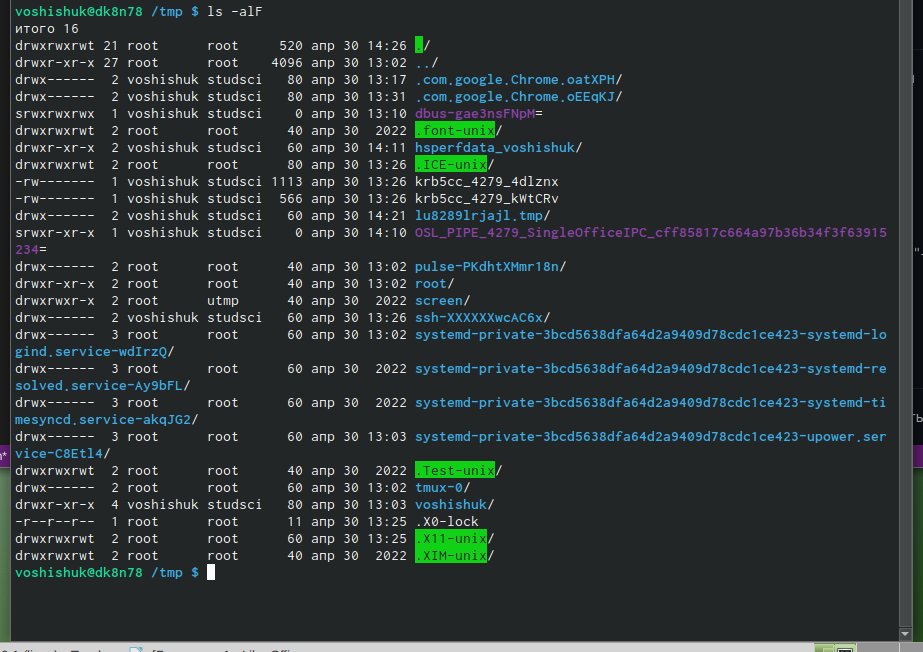 voshishuk@dk8n78 /tmp $ ls -alF
итого 16
drwxrwxrwt 21 root      root     520 апр 30 14:26 ./
drwxr-xr-x 27 root      root    4096 апр 30 13:02 ../
drwx------  2 voshishuk studsci   80 апр 30 13:17 .com.google.Chrome.oatXPH/
drwx------  2 voshishuk studsci   80 апр 30 13:31 .com.google.Chrome.oEEqKJ/
srwxrwxrwx  1 voshishuk studsci    0 апр 30 13:10 dbus-gae3nsFNpM=
drwxrwxrwt  2 root      root      40 апр 30  2022 .font-unix/
drwxr-xr-x  2 voshishuk studsci   60 апр 30 14:11 hsperfdata_voshishuk/
drwxrwxrwt  2 root      root      80 апр 30 13:26 .ICE-unix/
-rw-------  1 voshishuk studsci 1113 апр 30 13:26 krb5cc_4279_4dlznx
-rw-------  1 voshishuk studsci  566 апр 30 13:26 krb5cc_4279_kWtCRv
drwx------  2 voshishuk studsci   60 апр 30 14:21 lu8289lrjajl.tmp/
srwxr-xr-x  1 voshishuk studsci    0 апр 30 14:10 OSL_PIPE_4279_SingleOfficeIPC_cff85817c664a97b36b34f3f63915
234=
drwx------  2 root      root      40 апр 30 13:02 pulse-PKdhtXMmr18n/
drwxr-xr-x  2 root      root      40 апр 30 13:02 root/
drwxrwxr-x  2 root      utmp      40 апр 30  2022 screen/
drwx------  2 voshishuk studsci   60 апр 30 13:26 ssh-XXXXXXwcAC6x/
drwx------  3 root      root      60 апр 30 13:02 systemd-private-3bcd5638dfa64d2a9409d78cdc1ce423-systemd-lo
gind.service-wdIrzQ/
drwx------  3 root      root      60 апр 30  2022 systemd-private-3bcd5638dfa64d2a9409d78cdc1ce423-systemd-re
solved.service-Ay9bFL/
drwx------  3 root      root      60 апр 30  2022 systemd-private-3bcd5638dfa64d2a9409d78cdc1ce423-systemd-ti
mesyncd.service-akqJG2/
drwx------  3 root      root      60 апр 30 13:03 systemd-private-3bcd5638dfa64d2a9409d78cdc1ce423-upower.ser
vice-C8Etl4/
drwxrwxrwt  2 root      root      40 апр 30  2022 .Test-unix/
drwx------  2 root      root      60 апр 30 13:02 tmux-0/
drwxr-xr-x  4 voshishuk studsci   80 апр 30 13:03 voshishuk/
-r--r--r--  1 root      root      11 апр 30 13:25 .X0-lock
drwxrwxrwt  2 root      root      60 апр 30 13:25 .X11-unix/
drwxrwxrwt  2 root      root      40 апр 30  2022 .XIM-unix/
voshishuk@dk8n78 /tmp $